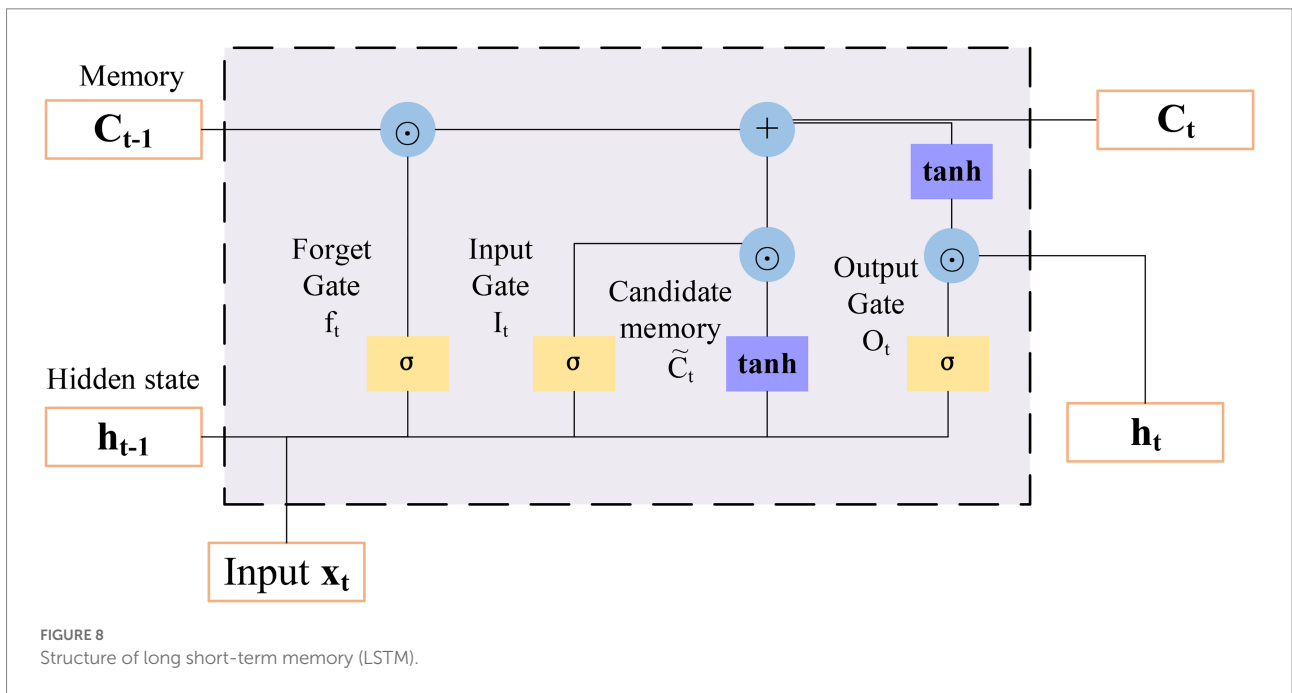 Memory
C_{t-1}
⊙
+
C_t
tanh
Forget
Gate
f_t
Input
Gate
I_t
⊙
Candidate
memory
C̃_t
Output
Gate
O_t
⊙
σ
σ
tanh
σ
Hidden state
h_{t-1}
h_t
Input x_t
FIGURE 8
Structure of long short-term memory (LSTM).